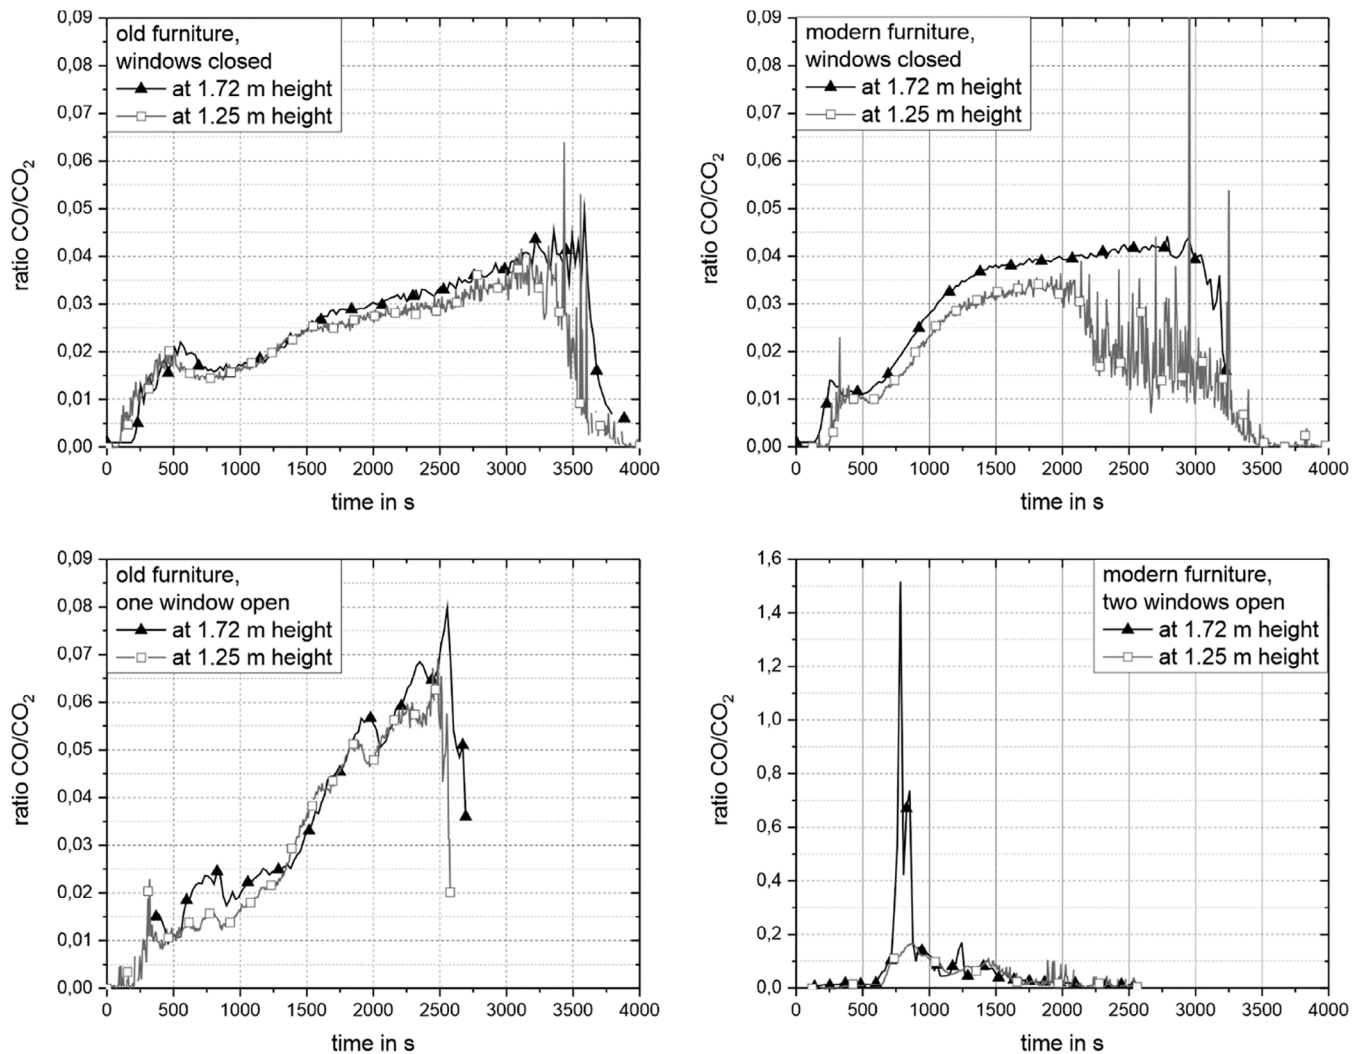 old furniture,
windows closed
at 1.72 m height
at 1.25 m height
0,09
0,08
0,07
0,06
0,05
0,04
0,03
0,02
0,01
0,00
ratio CO/CO₂
0 500 1000 1500 2000 2500 3000 3500 4000
time in s
modern furniture,
windows closed
at 1.72 m height
at 1.25 m height
0,09
0,08
0,07
0,06
0,05
0,04
0,03
0,02
0,01
0,00
ratio CO/CO₂
0 500 1000 1500 2000 2500 3000 3500 4000
time in s
old furniture,
one window open
at 1.72 m height
at 1.25 m height
0,09
0,08
0,07
0,06
0,05
0,04
0,03
0,02
0,01
0,00
ratio CO/CO₂
0 500 1000 1500 2000 2500 3000 3500 4000
time in s
modern furniture,
two windows open
at 1.72 m height
at 1.25 m height
1,6
1,4
1,2
1,0
0,8
0,6
0,4
0,2
0,0
ratio CO/CO₂
0 500 1000 1500 2000 2500 3000 3500 4000
time in s